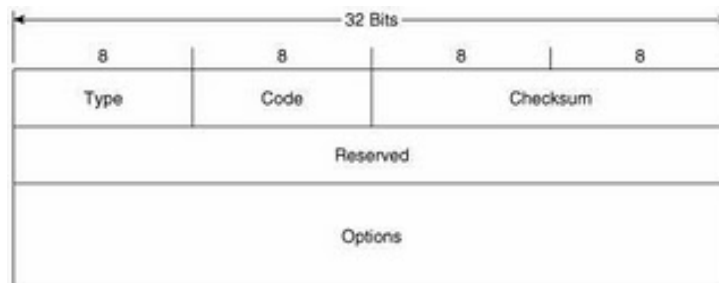 32 Bits
8 8 8 8
Type Code Checksum
Reserved
Options